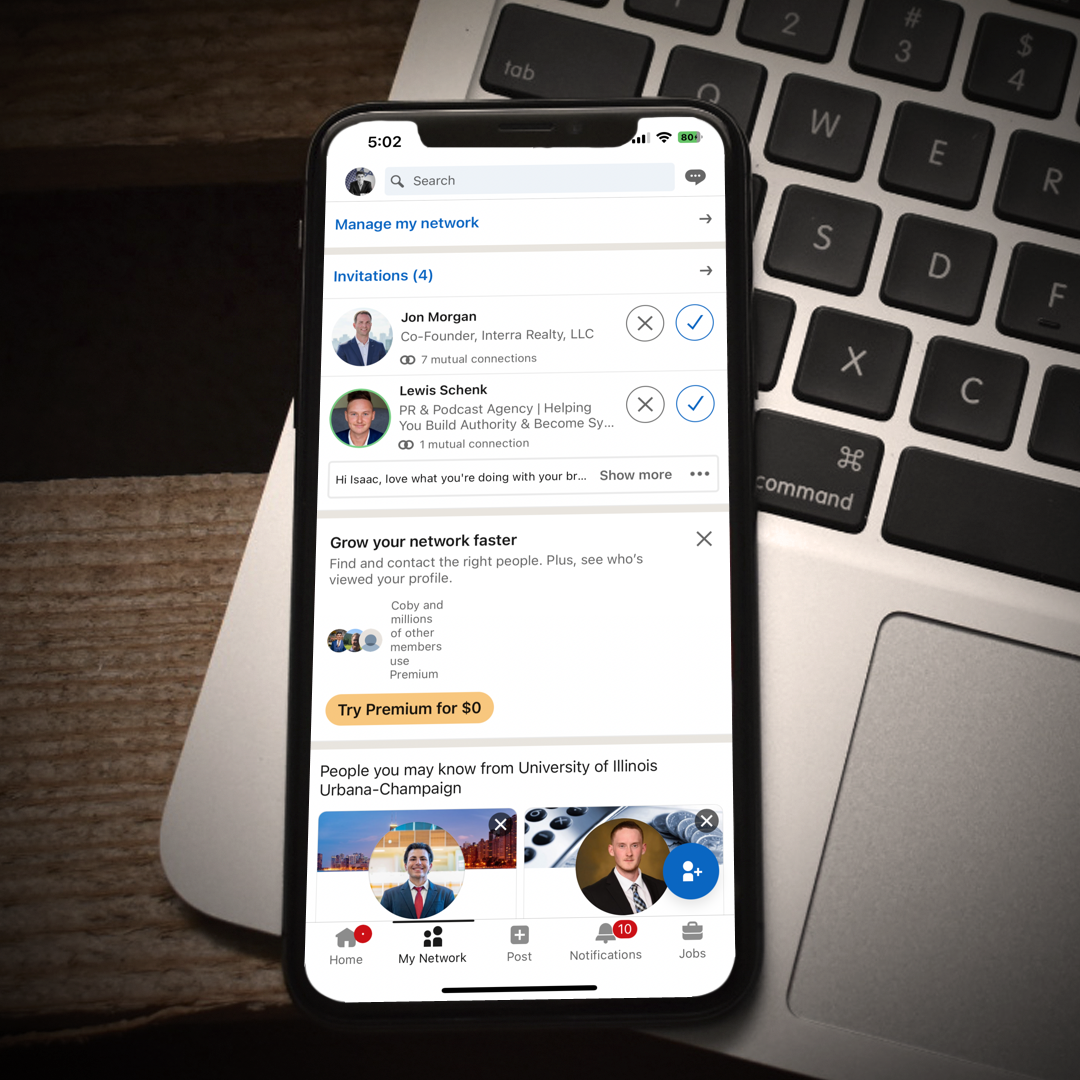 tab
2
#
3
$
4
Q
W
E
R
S
D
F
X
C
⌘
command
5:02
80+
Search
Manage my network
Invitations (4)
Jon Morgan
Co-Founder, Interra Realty, LLC
7 mutual connections
Lewis Schenk
PR & Podcast Agency | Helping
You Build Authority & Become Sy...
1 mutual connection
Hi Isaac, love what you're doing with your br... Show more
Grow your network faster
Find and contact the right people. Plus, see who's
viewed your profile.
Coby and
millions
of other
members
use
Premium
Try Premium for $0
People you may know from University of Illinois
Urbana-Champaign
10
Home My Network Post Notifications Jobs